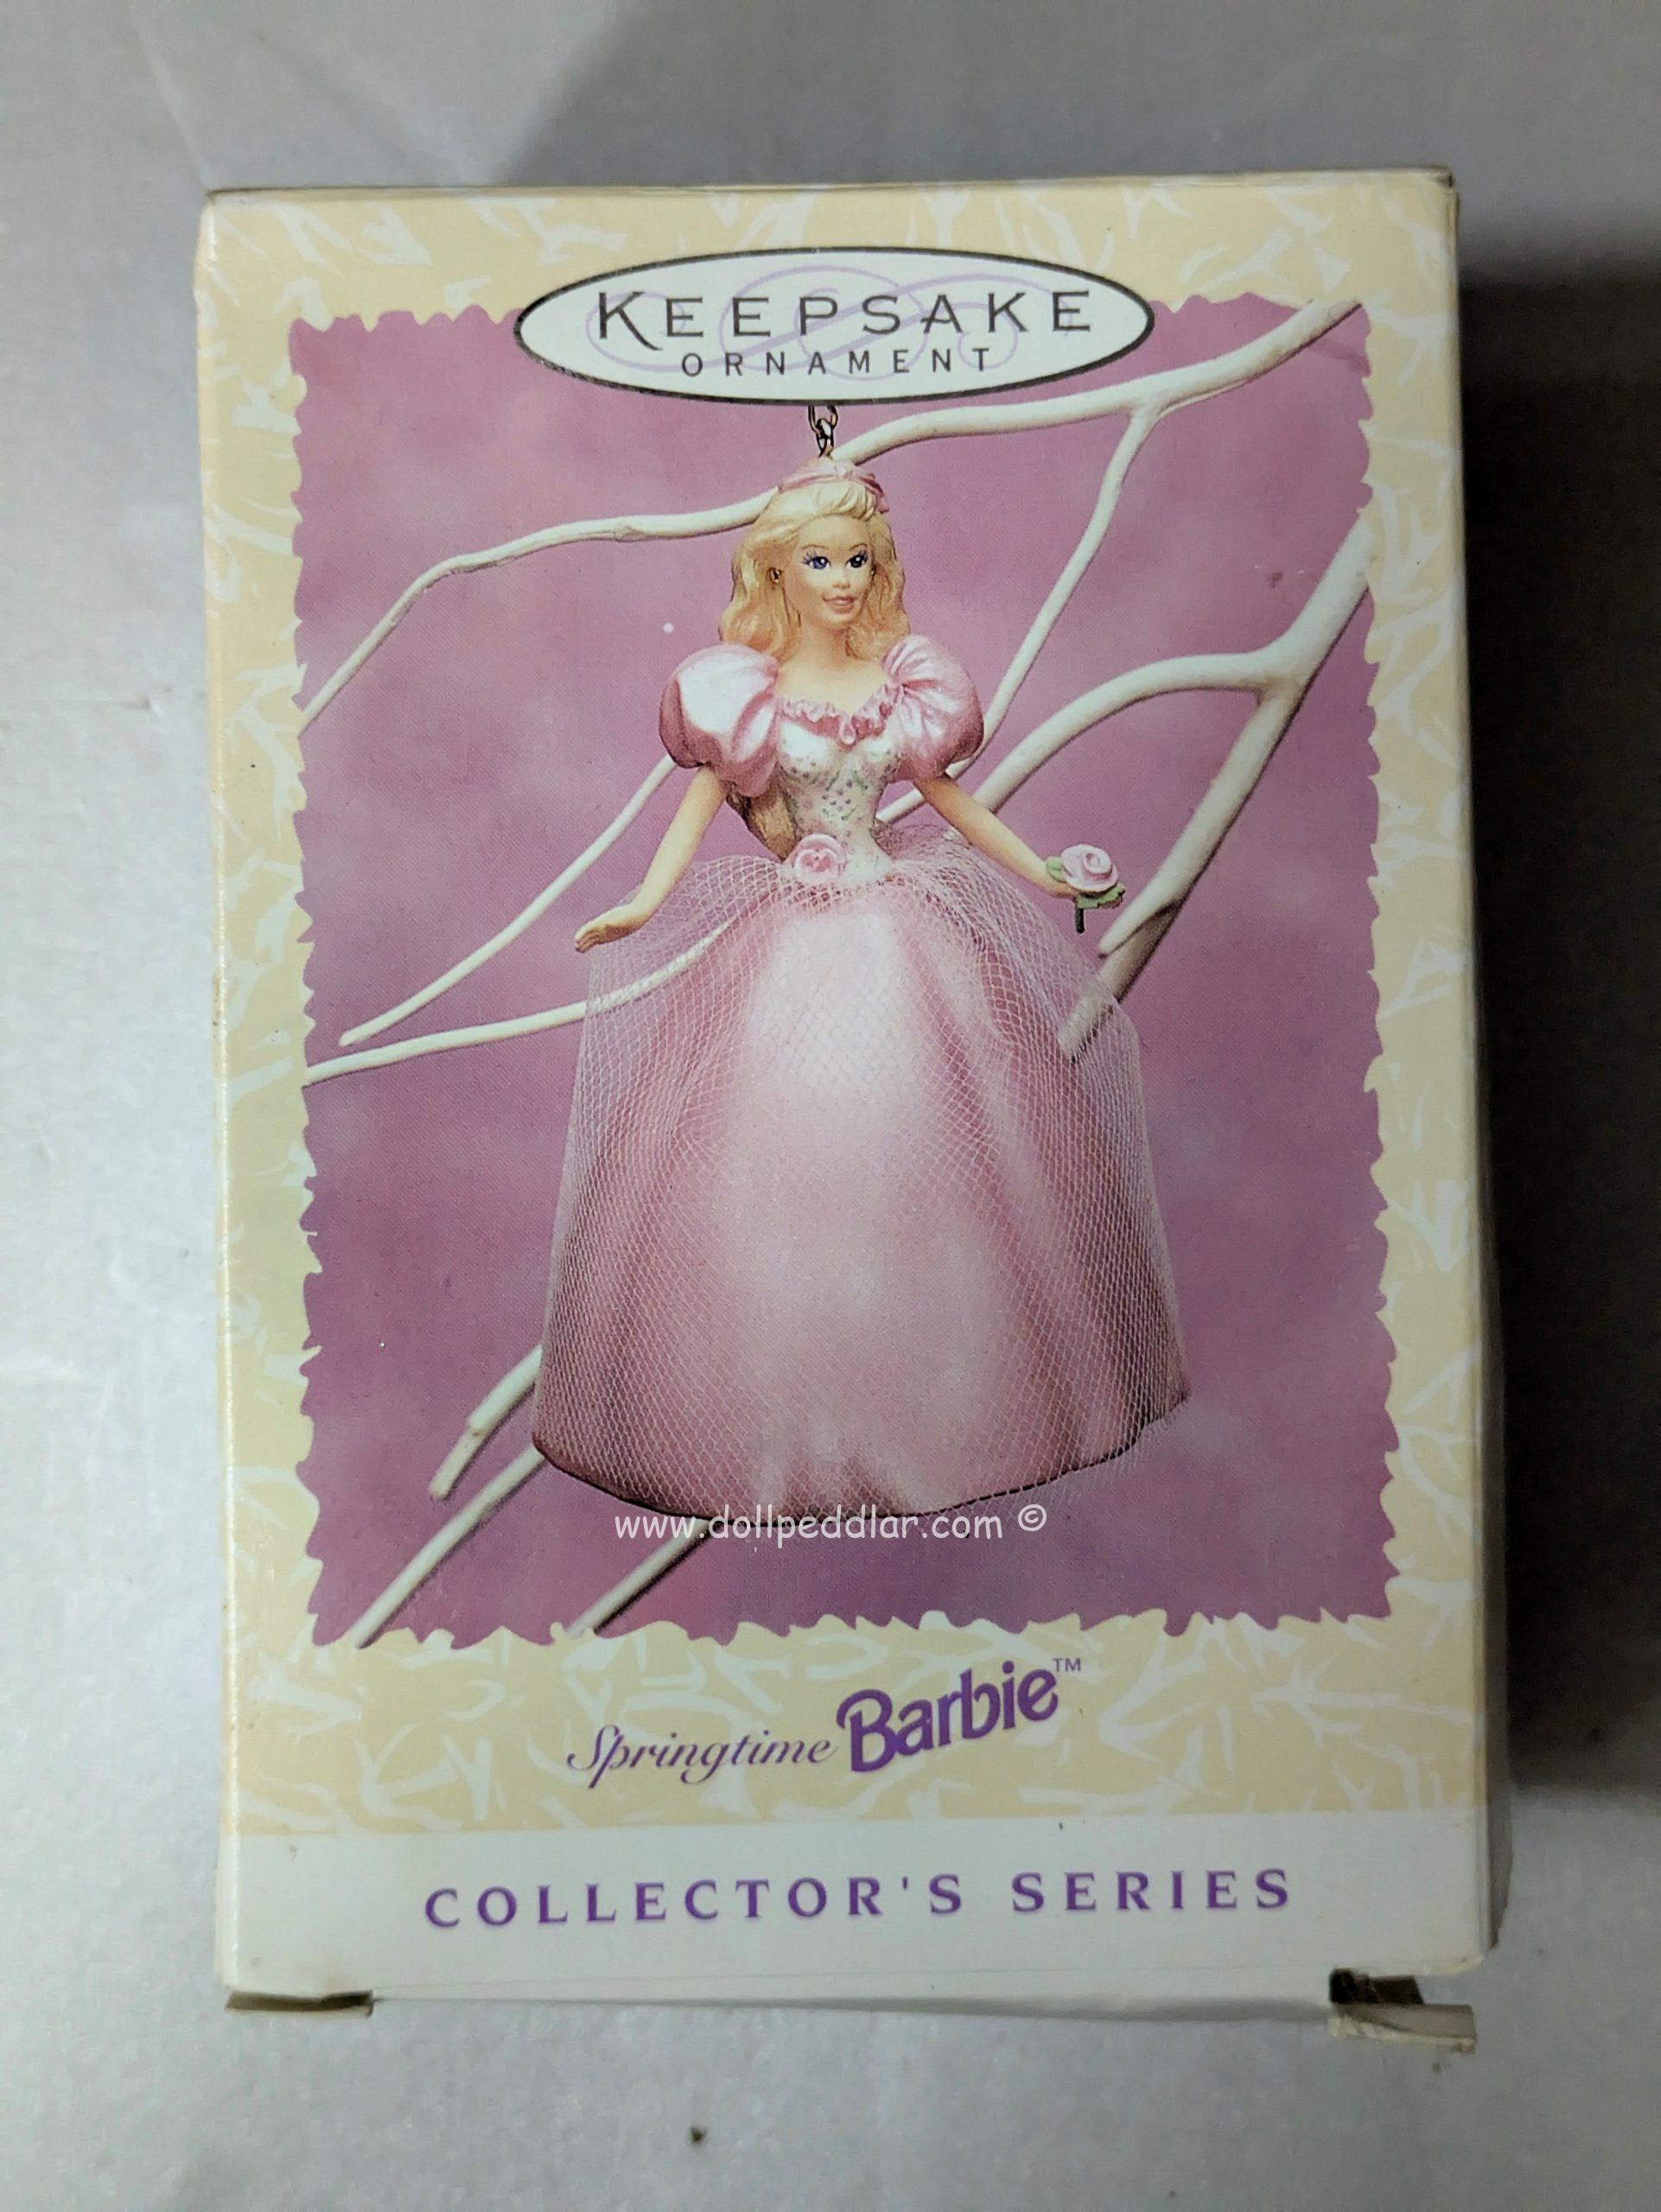 KEEPSAKE
ORNAMENT
www.dollpeddlar.com ©
Springtime Barbie™
COLLECTOR'S SERIES